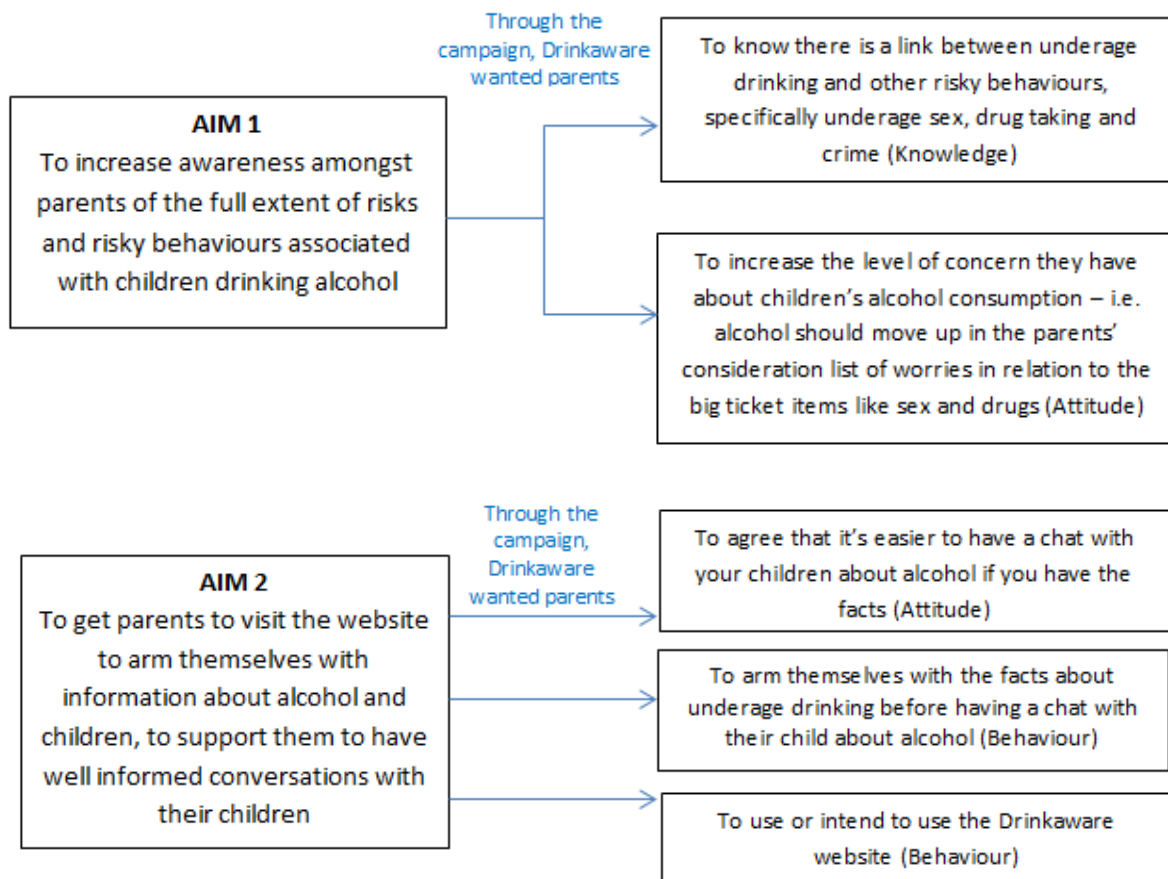 Through the
campaign, Drinkaware
wanted parents
To know there is a link between underage
drinking and other risky behaviours,
specifically underage sex, drug taking and
crime (Knowledge)
AIM 1
To increase awareness amongst
parents of the full extent of risks
and risky behaviours associated
with children drinking alcohol
To increase the level of concern they have
about children’s alcohol consumption – i.e.
alcohol should move up in the parents’
consideration list of worries in relation to the
big ticket items like sex and drugs (Attitude)
Through the
campaign,
Drinkaware
wanted parents
To agree that it’s easier to have a chat with
your children about alcohol if you have the
facts (Attitude)
AIM 2
To get parents to visit the website
to arm themselves with
information about alcohol and
children, to support them to have
well informed conversations with
their children
To arm themselves with the facts about
underage drinking before having a chat with
their child about alcohol (Behaviour)
To use or intend to use the Drinkaware
website (Behaviour)